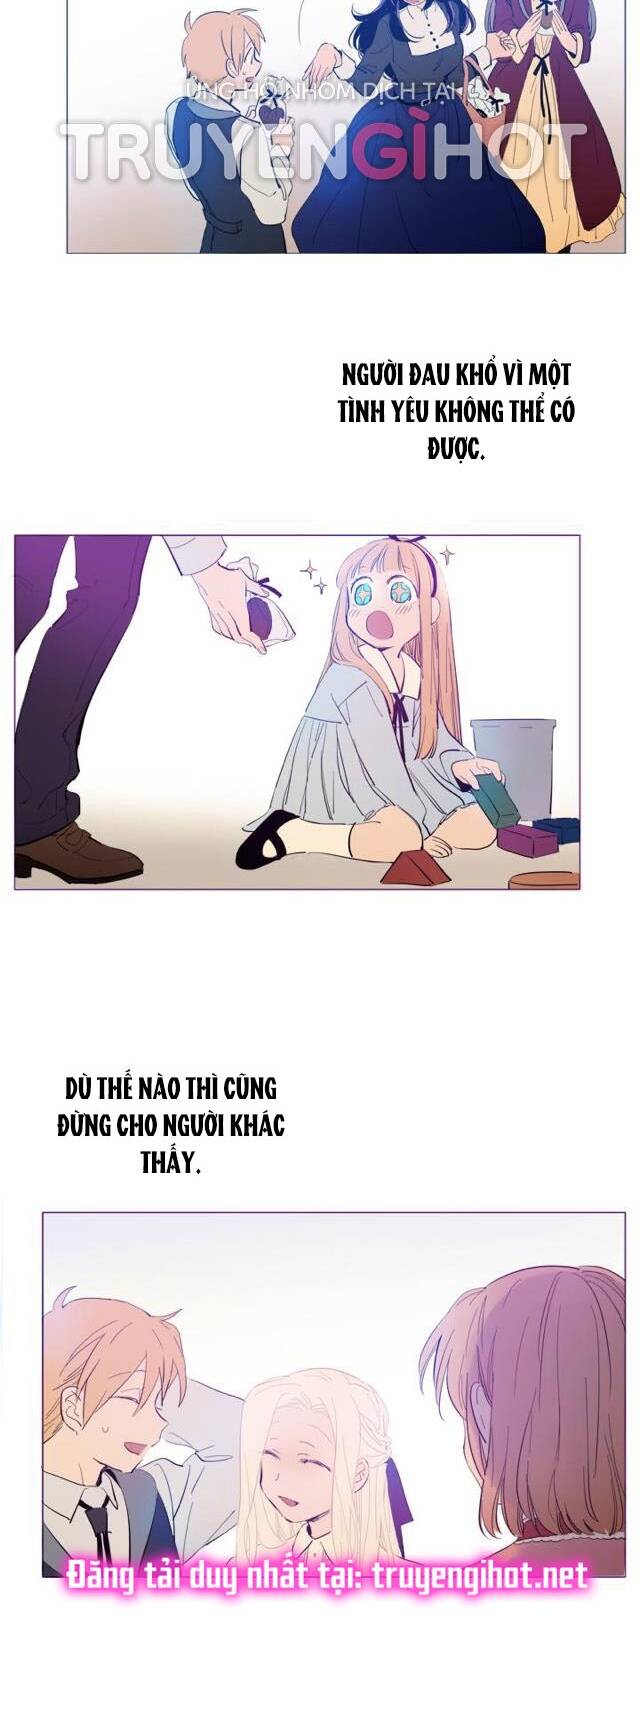 ỦNG HỘ NHÓM DỊCH TẠI
TRUYENGÌHOT
NGƯỜI ĐAU KHỔ VÌ MỘT
TÌNH YÊU KHÔNG THỂ CÓ
ĐƯỢC.
DÙ THẾ NÀO THÌ CŨNG
ĐỪNG CHO NGƯỜI KHÁC
THẤY.
Đăng tải duy nhất tại: truyengihot.net